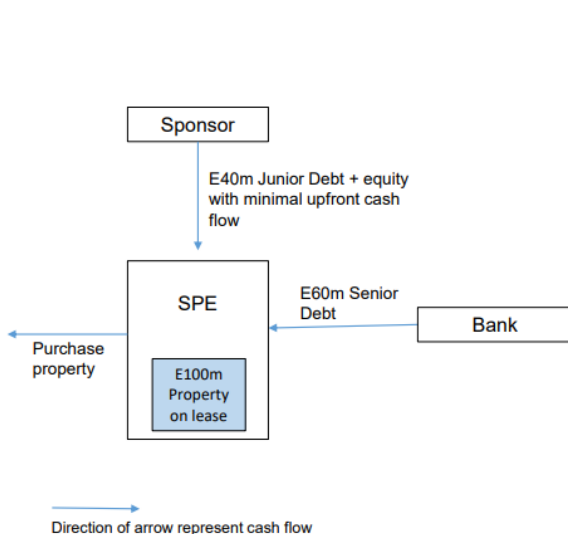 Sponsor
E40m Junior Debt + equity
with minimal upfront cash
flow
SPE
E60m Senior
Debt
Bank
Purchase
property
E100m
Property
on lease
Direction of arrow represent cash flow